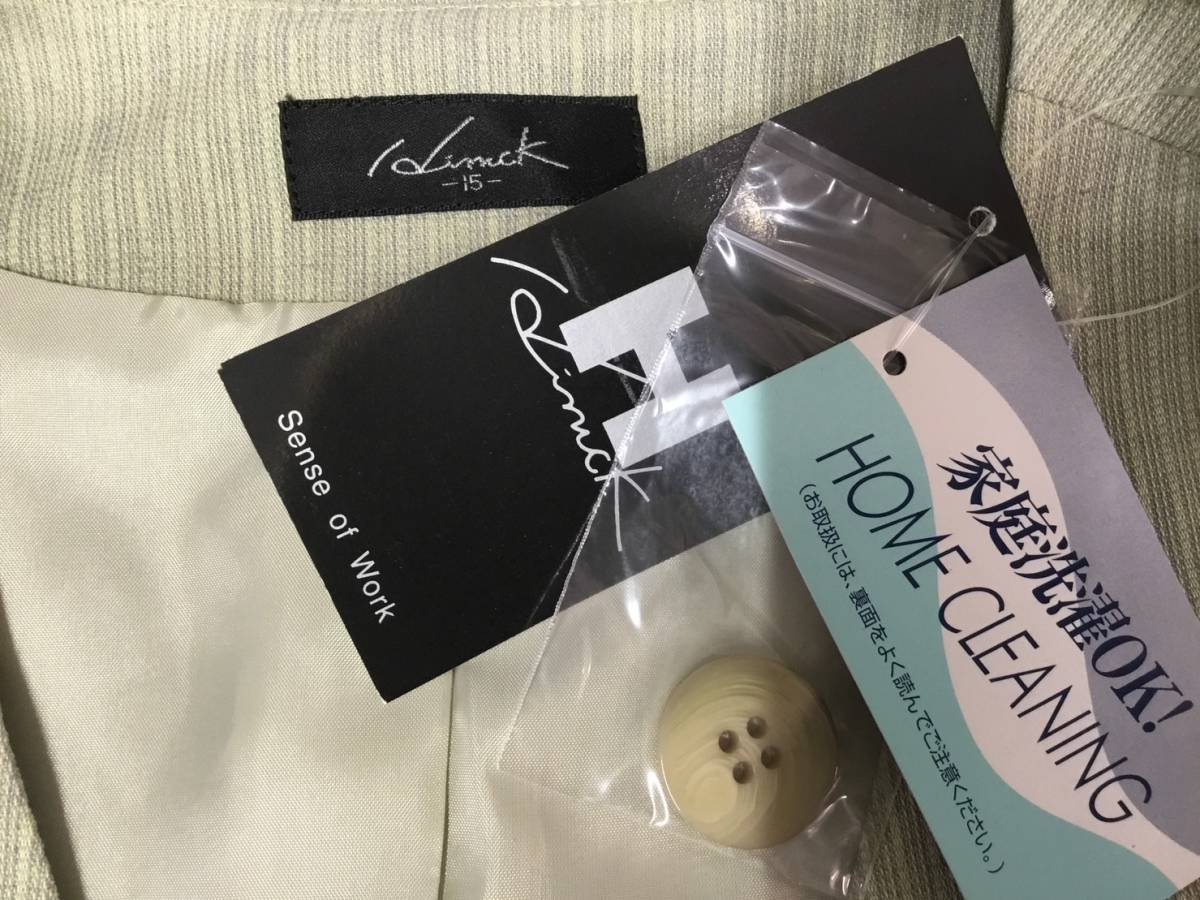 Himck
-15-
Himck
Sense of Work
家庭洗濯OK!
HOME CLEANING
(お取扱には、裏面をよく読んでご注意ください。)